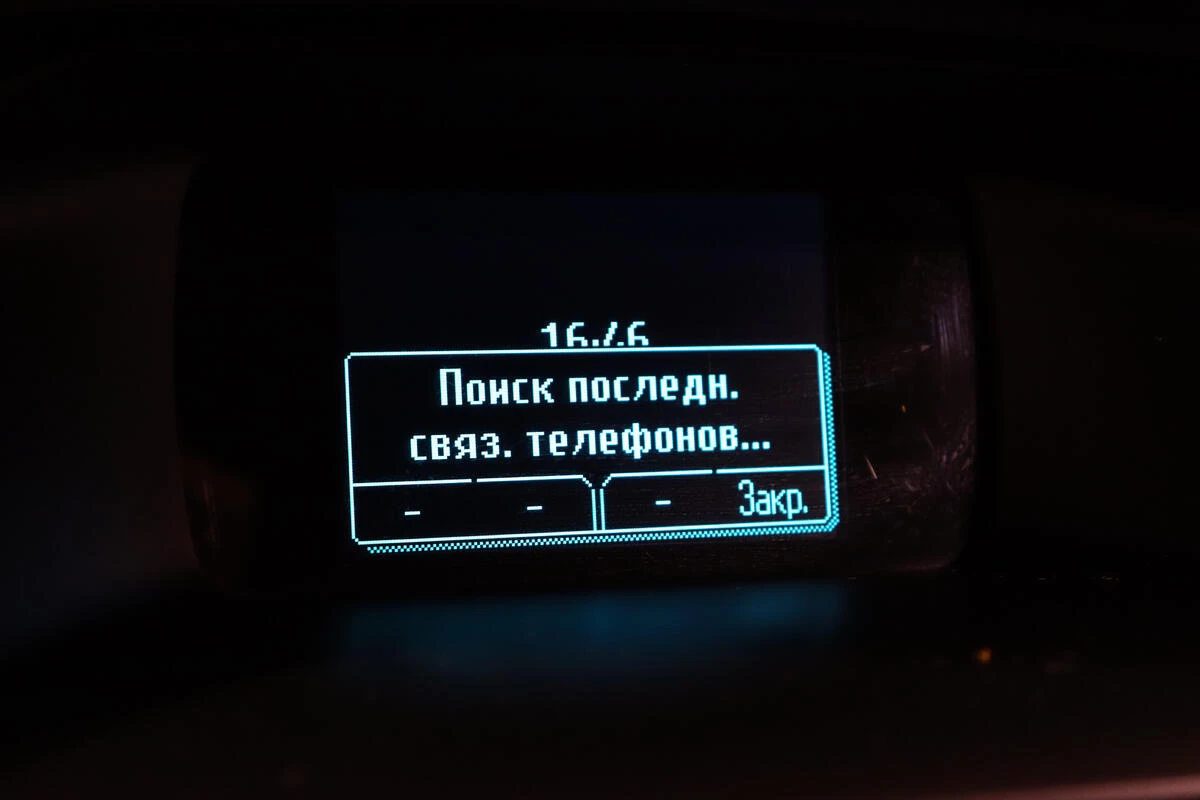 Поиск последн.
связ. телефонов...
- - - Закр.